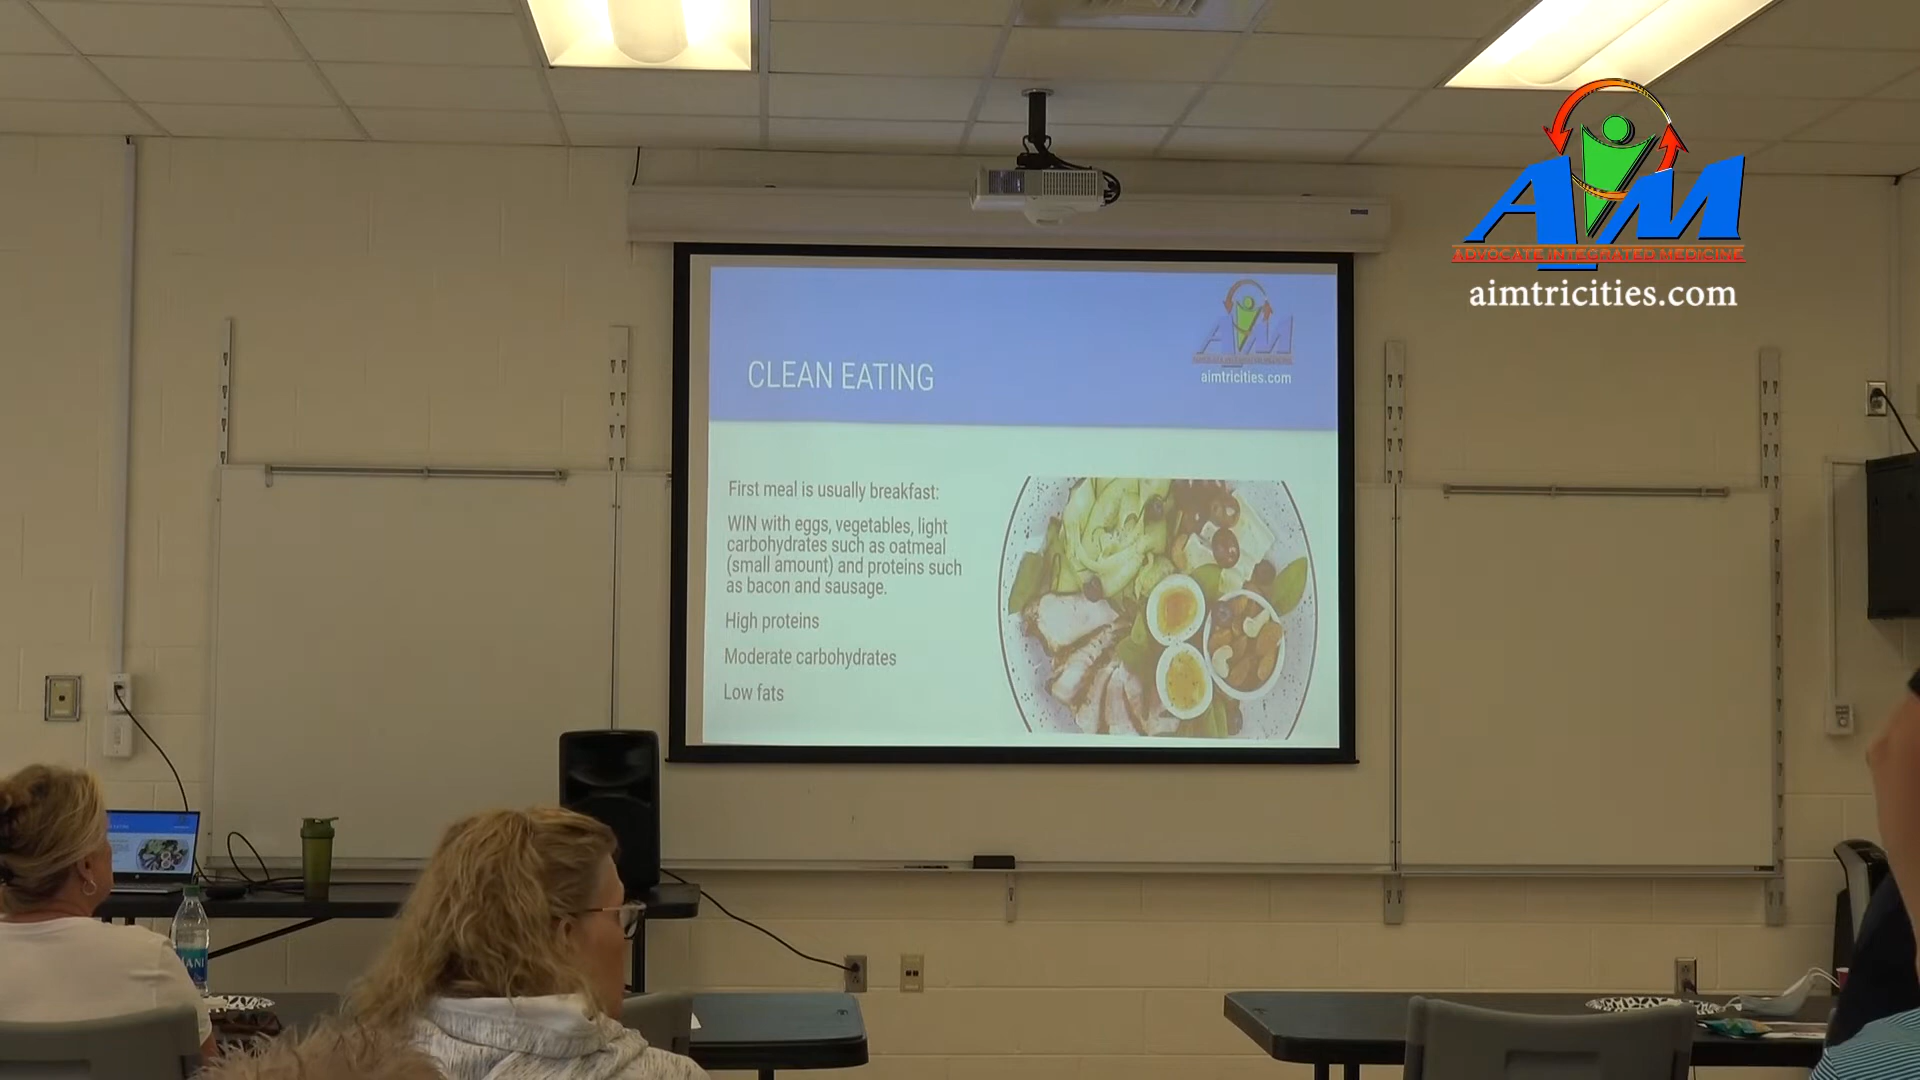 AIM
ADVOCATE INTEGRATED MEDICINE
aimtricities.com
AIM
aimtricities.com
CLEAN EATING
First meal is usually breakfast:
WIN with eggs, vegetables, light
carbohydrates such as oatmeal
(small amount) and proteins such
as bacon and sausage.
High proteins
Moderate carbohydrates
Low fats